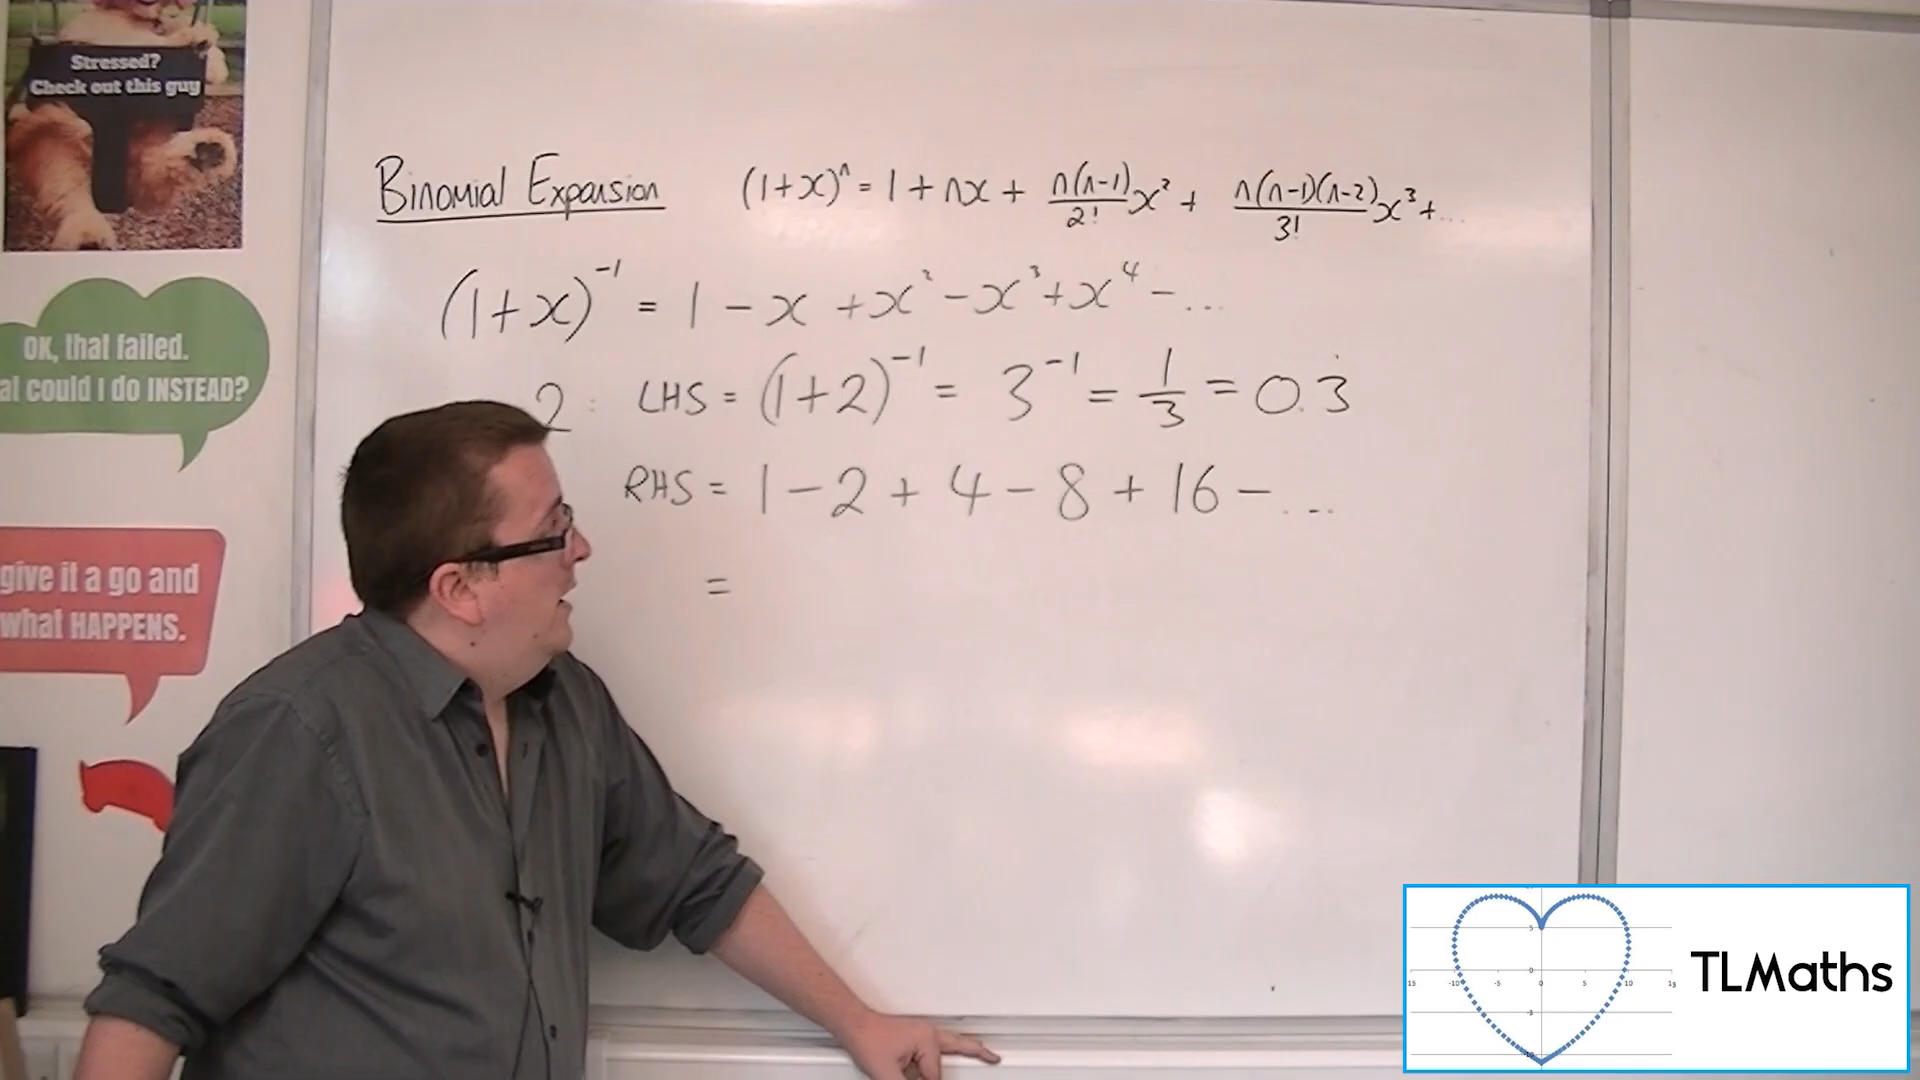 Stressed?
Check out this guy
Binomial Expansion (1+x)ⁿ = 1 + nx + n(n-1)/2! x² + n(n-1)(n-2)/3! x³ + ...
(1+x)⁻¹ = 1 - x + x² - x³ + x⁴ - ...
2 : LHS = (1+2)⁻¹ = 3⁻¹ = 1/3 = 0.3̇
RHS = 1 - 2 + 4 - 8 + 16 - ...
=
OK, that failed.
at could I do INSTEAD?
give it a go and
what HAPPENS.
TLMaths